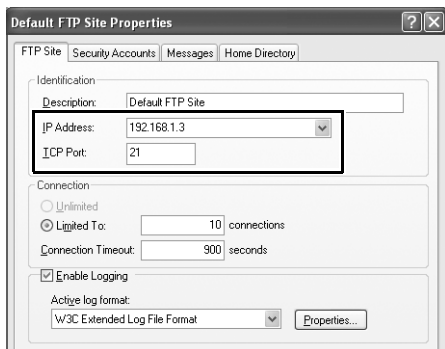 Default FTP Site Properties
FTP Site Security Accounts Messages Home Directory
Identification
Description: Default FTP Site
IP Address: 192.168.1.3
TCP Port: 21
Connection
Unlimited
Limited To: 10 connections
Connection Timeout: 900 seconds
Enable Logging
Active log format:
W3C Extended Log File Format Properties...